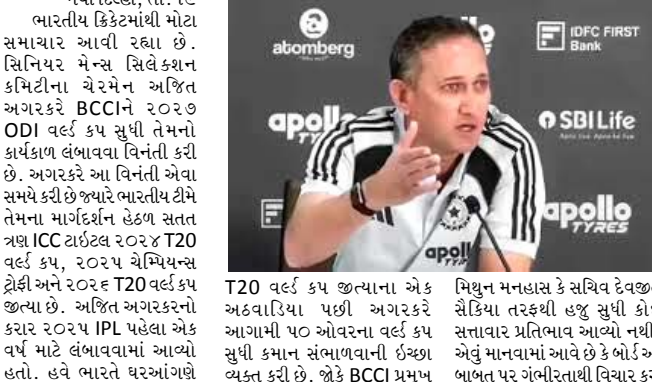 ભારતીય ક્રિકેટમાંથી મોટા
સમાચાર આવી રહ્યા છે.
સિનિયર મેન્સ સિલેક્શન
કમિટીના ચેરમેન અજિત
અગરકરે BCCIને ૨૦૨૭
ODI વર્લ્ડ કપ સુધી તેમનો
કાર્યકાળ લંબાવવા વિનંતી કરી
છે. અગરકરે આ વિનંતી એવા
સમયે કરી છે જ્યારે ભારતીય ટીમે
તેમના માર્ગદર્શન હેઠળ સતત
ત્રણ ICC ટાઇટલ ૨૦૨૪ T20
વર્લ્ડ કપ, ૨૦૨૫ ચેમ્પિયન્સ
ટ્રોફી અને ૨૦૨૬ T20 વર્લ્ડ કપ
જીત્યા છે. અજિત અગરકરનો
કરાર ૨૦૨૫ IPL પહેલા એક
વર્ષ માટે લંબાવવામાં આવ્યો
હતો. હવે ભારતે ઘરઆંગણે
atomberg
IDFC FIRST
Bank
apollo
TYRES
SBI Life
apollo
TYRES
apoll
T20 વર્લ્ડ કપ જીત્યાના એક
અઠવાડિયા પછી અગરકરે
આગામી ૫૦ ઓવરના વર્લ્ડ કપ
સુધી કમાન સંભાળવાની ઇચ્છા
વ્યક્ત કરી છે. જોકે BCCI પ્રમુખ
મિથુન મનહાસ કે સચિવ
સૈકિયા તરફથી હજુ સુધી
સત્તાવાર પ્રતિભાવ આવ્યો નથી
એવું માનવામાં આવે છે કે બોર્ડ
બાબત પર ગંભીરતાથી વિચાર